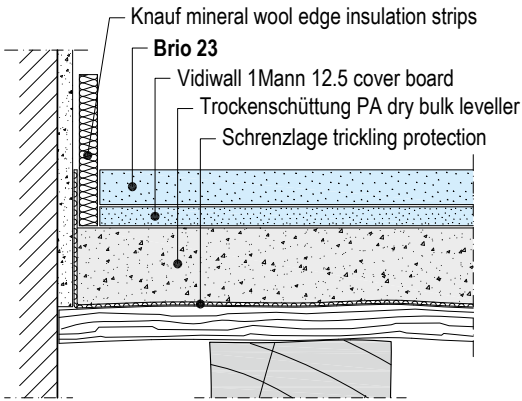 Knauf mineral wool edge insulation strips
Brio 23
Vidiwall 1Mann 12.5 cover board
Trockenschüttung PA dry bulk leveller
Schrenzlage trickling protection